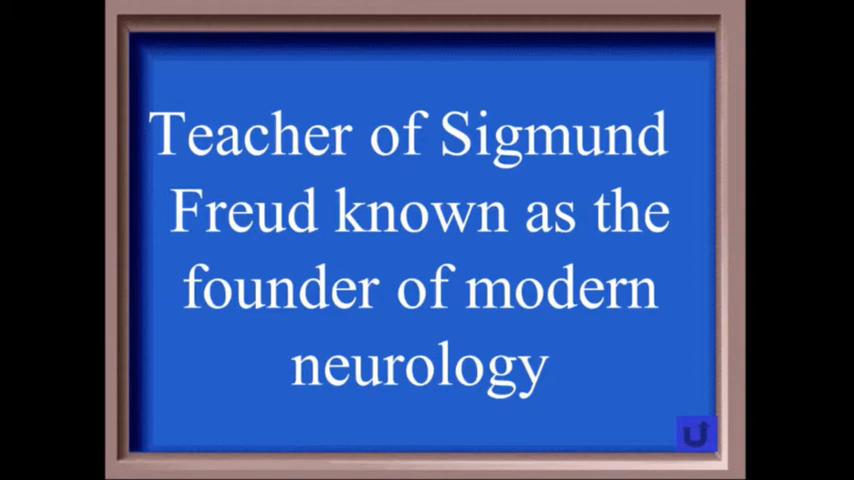 Teacher of Sigmund
Freud known as the
founder of modern
neurology